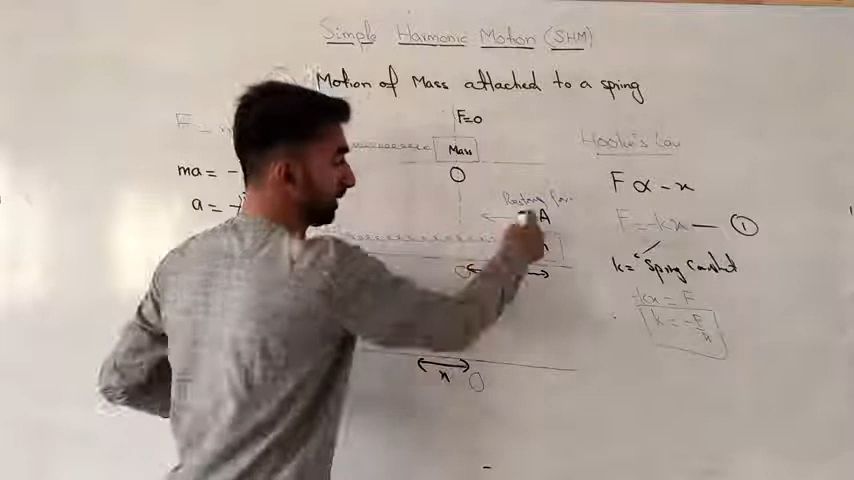 Simple Harmonic Motion (SHM)
Motion of Mass attached to a spring
F=0
Mass
O
ma = -
a = -
A
O
x
O
Hooke's Law
F ∝ -x
F = -kx — ①
k = "Spring Constant
-kx = F
k = -F/x